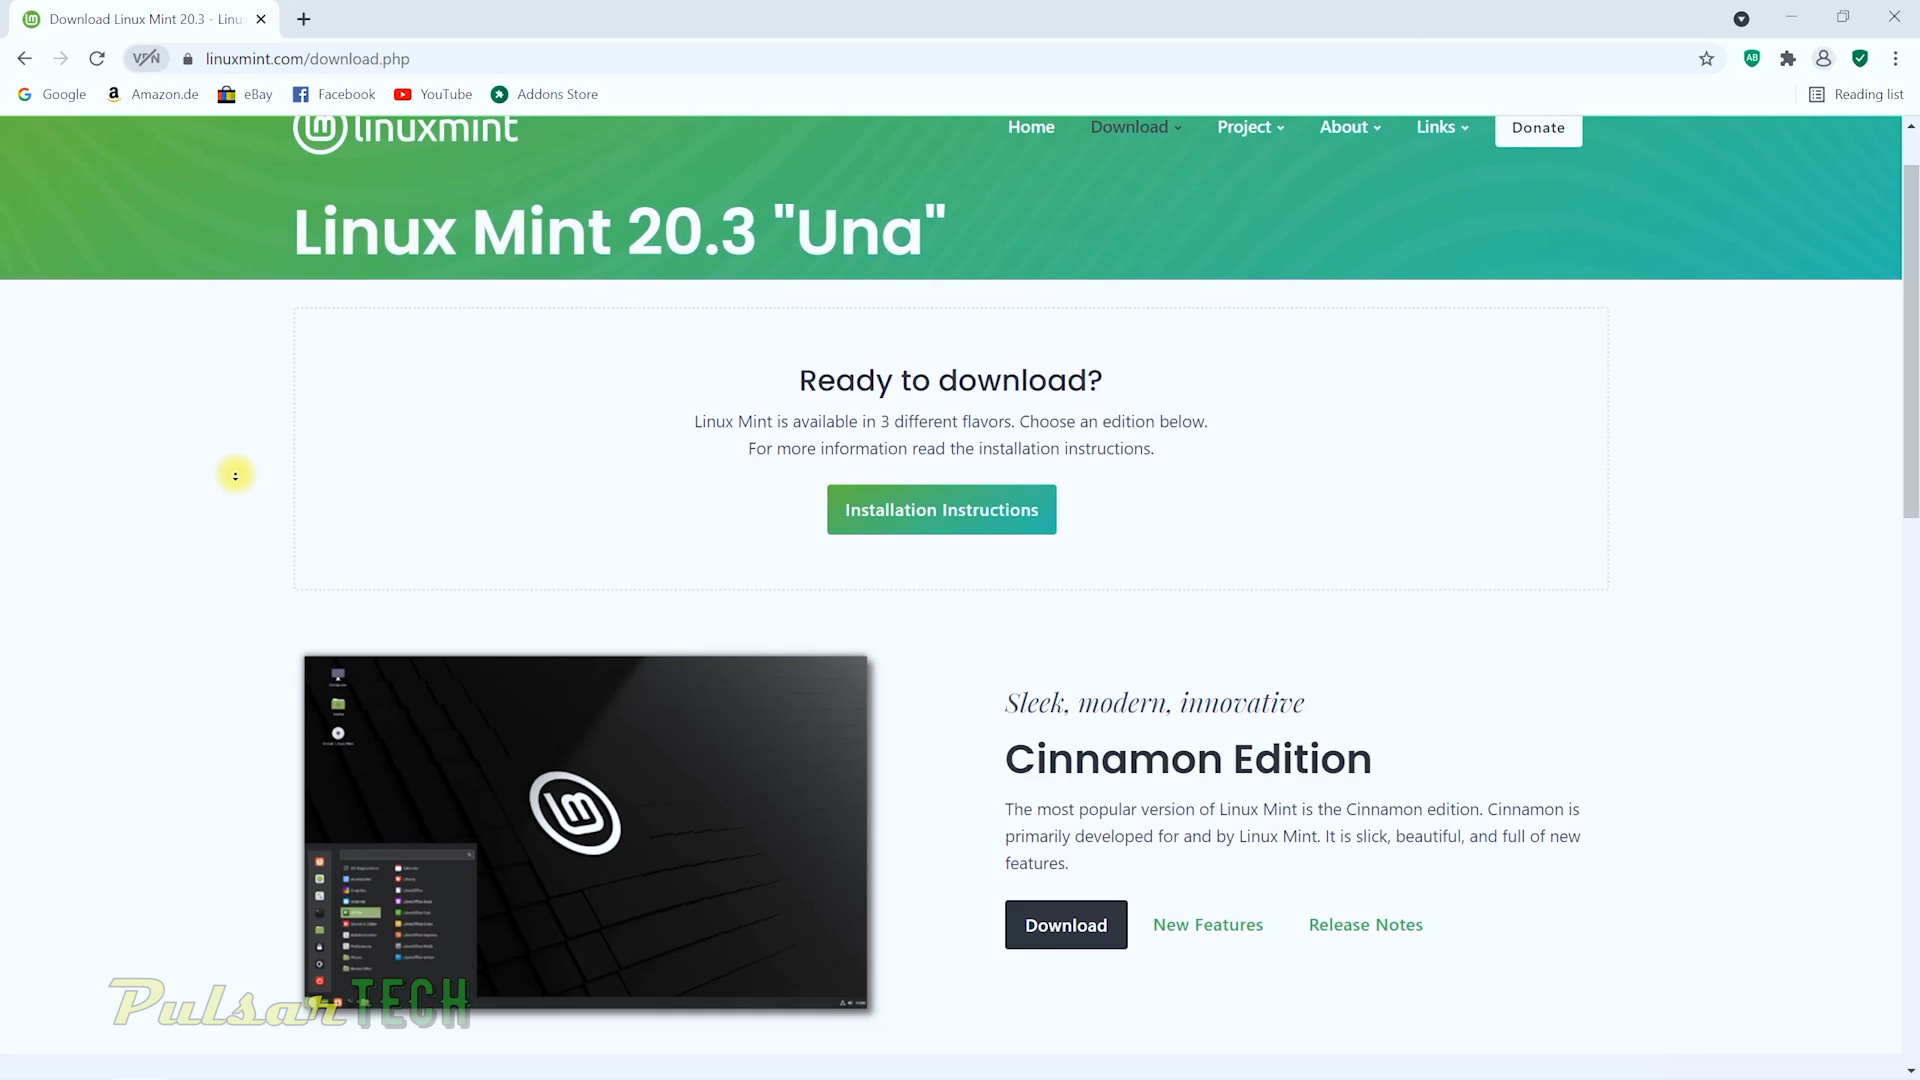 Download Linux Mint 20.3 - Linu
VPN
linuxmint.com/download.php
AB
Google
Amazon.de
eBay
Facebook
YouTube
Addons Store
Reading list
linuxmint
Home
Download
Project
About
Links
Donate
Linux Mint 20.3 "Una"
Ready to download?
Linux Mint is available in 3 different flavors. Choose an edition below.
For more information read the installation instructions.
Installation Instructions
Sleek, modern, innovative
Cinnamon Edition
The most popular version of Linux Mint is the Cinnamon edition. Cinnamon is
primarily developed for and by Linux Mint. It is slick, beautiful, and full of new
features.
Download
New Features
Release Notes
PulsarTECH